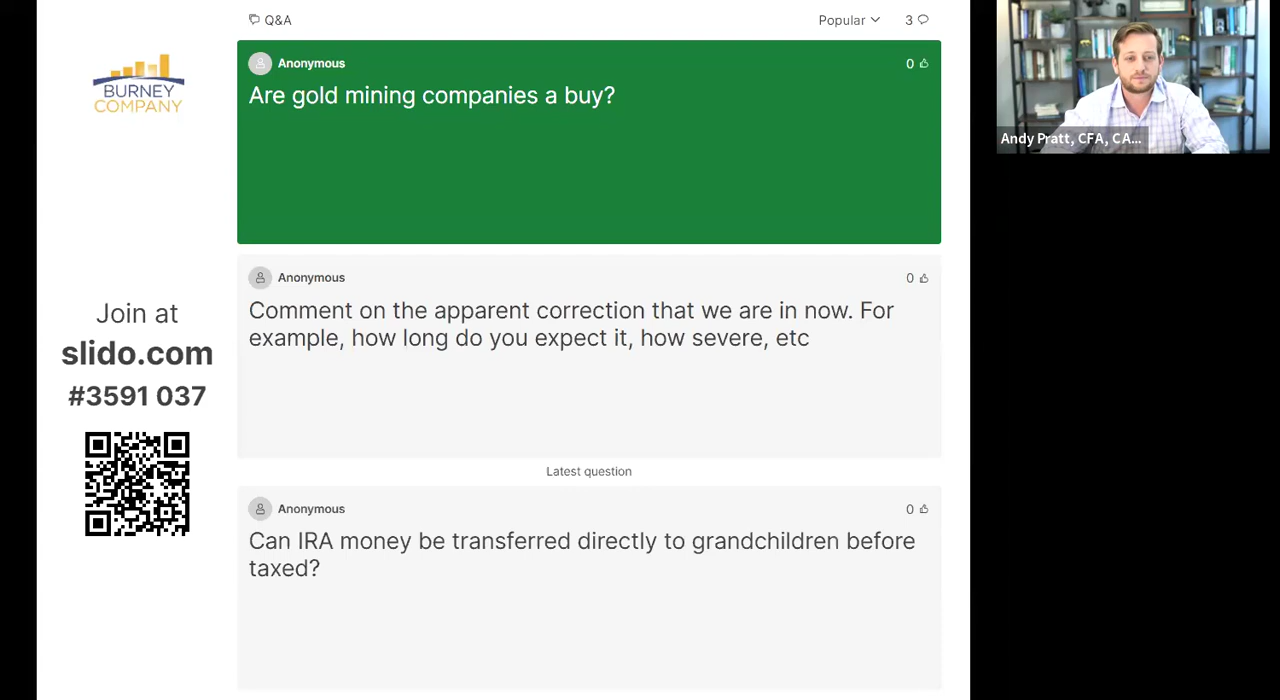 Q&A
Popular
3
BURNEY
COMPANY
Anonymous
0
Are gold mining companies a buy?
Anonymous
0
Comment on the apparent correction that we are in now. For
example, how long do you expect it, how severe, etc
Join at
slido.com
#3591 037
Latest question
Anonymous
0
Can IRA money be transferred directly to grandchildren before
taxed?
Andy Pratt, CFA, CA...